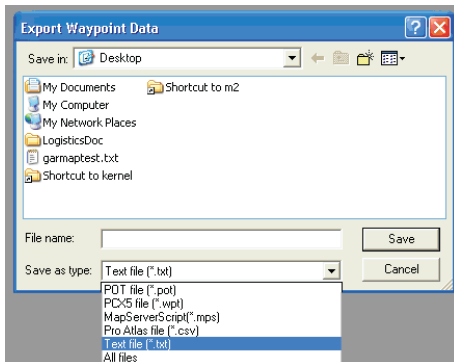 Export Waypoint Data
Save in: Desktop
My Documents
My Computer
My Network Places
LogisticsDoc
garmaptest.txt
Shortcut to kernel
Shortcut to m2
File name:
Save
Save as type: Text file (*.txt)
Cancel
POT file (*.pot)
PCX5 file (*.wpt)
MapServerScript(*.mps)
Pro Atlas file (*.csv)
Text file (*.txt)
All files